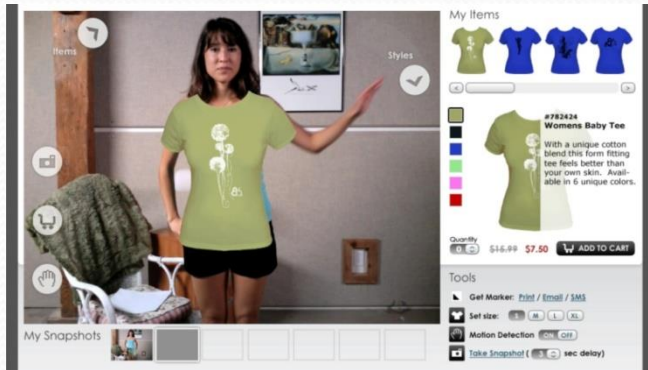 Items
Styles
My Items
#782424
Womens Baby Tee
With a unique cotton
blend this form fitting
tee feels better than
your own skin. Avail-
able in 6 unique colors.
Quantity
0 $15.99 $7.50 ADD TO CART
Tools
Get Marker: Print / Email / SMS
Set size: S M L XL
Motion Detection ON OFF
Take Snapshot ( 3 sec delay)
My Snapshots